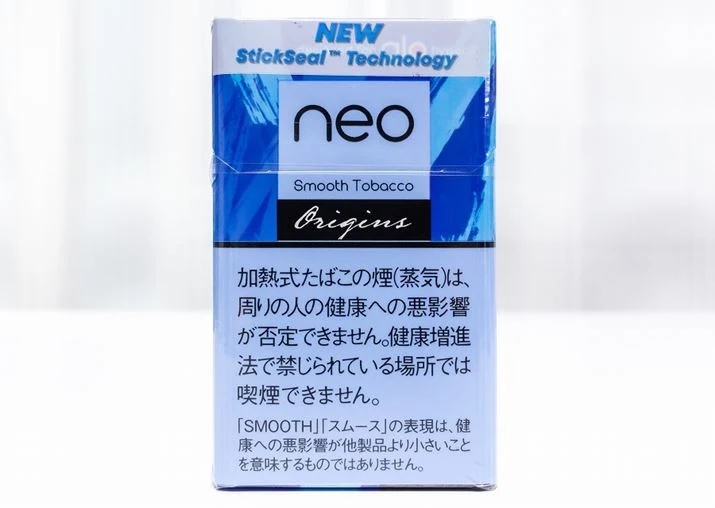 NEW
StickSeal™ Technology
neo
Smooth Tobacco
Origins
加熱式たばこの煙(蒸気)は、
周りの人の健康への悪影響
が否定できません。健康増進
法で禁じられている場所では
喫煙できません。
「SMOOTH」「スムース」の表現は、健
康への悪影響が他製品より小さいこと
を意味するものではありません。